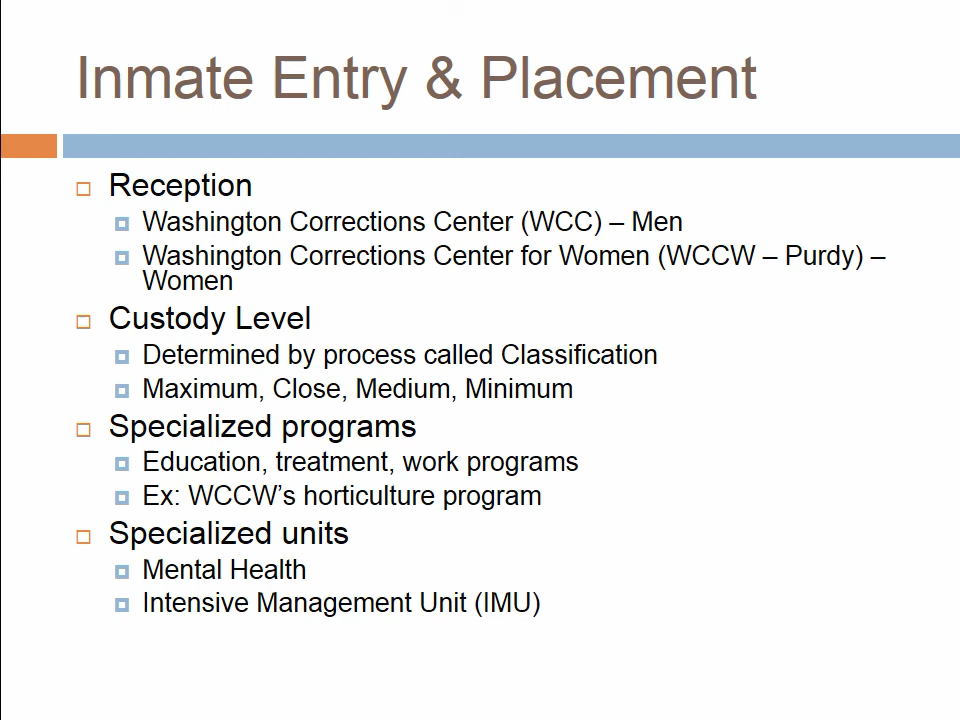 Inmate Entry & Placement
Reception
Washington Corrections Center (WCC) – Men
Washington Corrections Center for Women (WCCW – Purdy) –
Women
Custody Level
Determined by process called Classification
Maximum, Close, Medium, Minimum
Specialized programs
Education, treatment, work programs
Ex: WCCW’s horticulture program
Specialized units
Mental Health
Intensive Management Unit (IMU)